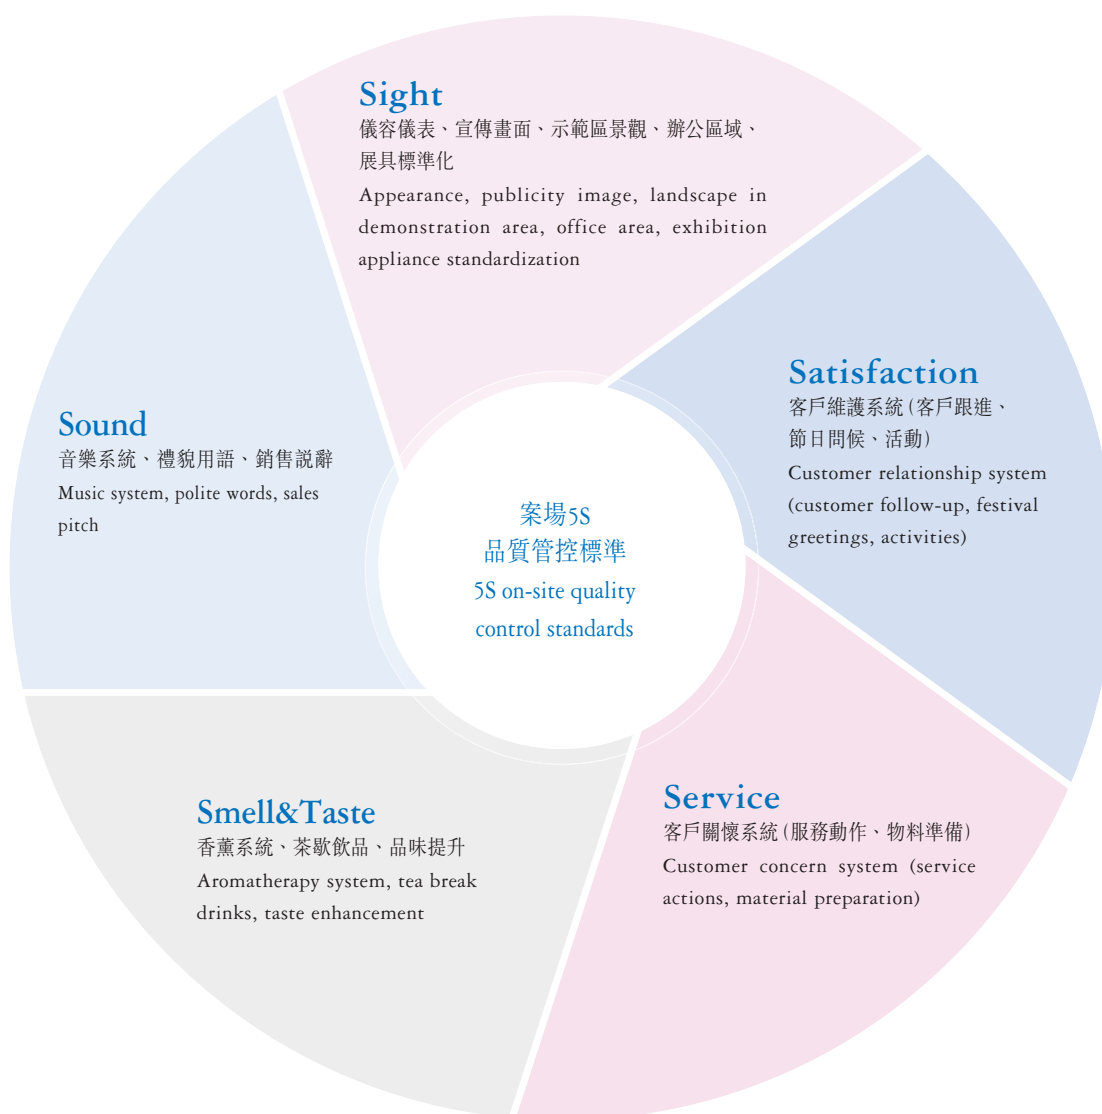 Sight
儀容儀表、宣傳畫面、示範區景觀、辦公區域、
展具標準化
Appearance, publicity image, landscape in
demonstration area, office area, exhibition
appliance standardization
Satisfaction
客戶維護系統(客戶跟進、
節日問候、活動)
Customer relationship system
(customer follow-up, festival
greetings, activities)
Sound
音樂系統、禮貌用語、銷售説辭
Music system, polite words, sales
pitch
案場5S
品質管控標準
5S on-site quality
control standards
Smell&Taste
香薰系統、茶歇飲品、品味提升
Aromatherapy system, tea break
drinks, taste enhancement
Service
客戶關懷系統(服務動作、物料準備)
Customer concern system (service
actions, material preparation)